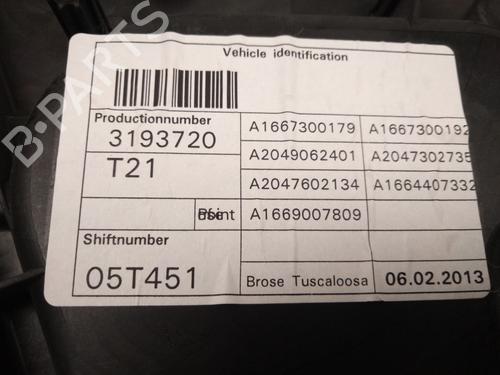 Vehicle identification
Productionnumber
3193720
T21
A1667300179 A1667300192
A2049062401 A2047302735
A2047602134 A1664407332
A1669007809
Shiftnumber
05T451
Brose Tuscaloosa 06.02.2013
B-PARTS